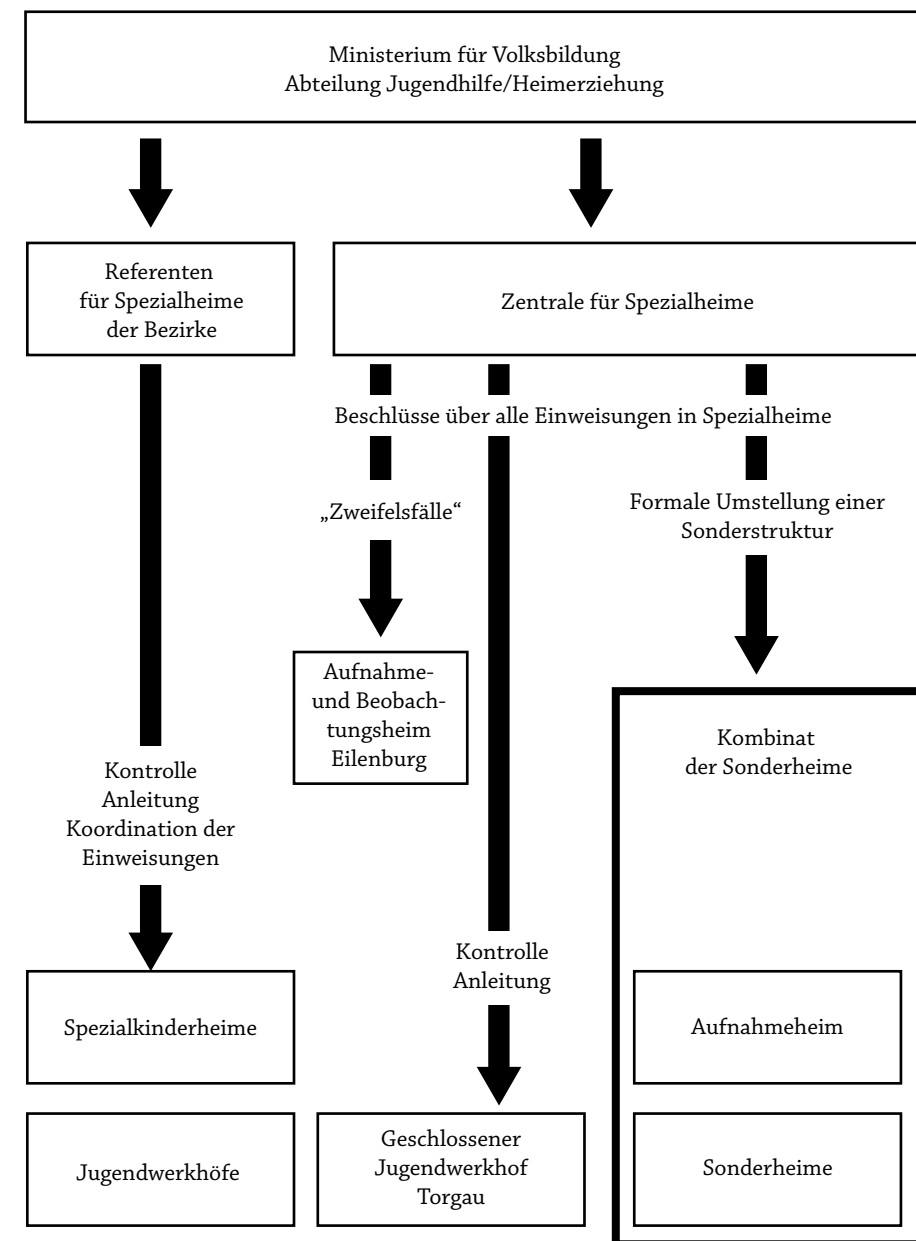 Ministerium für Volksbildung
Abteilung Jugendhilfe/Heimerziehung
Referenten
für Spezialheime
der Bezirke
Zentrale für Spezialheime
Beschlüsse über alle Einweisungen in Spezialheime
„Zweifelsfälle“
Formale Umstellung einer
Sonderstruktur
Aufnahme-
und Beobach-
tungsheim
Eilenburg
Kombinat
der Sonderheime
Kontrolle
Anleitung
Koordination der
Einweisungen
Kontrolle
Anleitung
Spezialkinderheime
Aufnahmeheim
Jugendwerkhöfe
Geschlossener
Jugendwerkhof
Torgau
Sonderheime